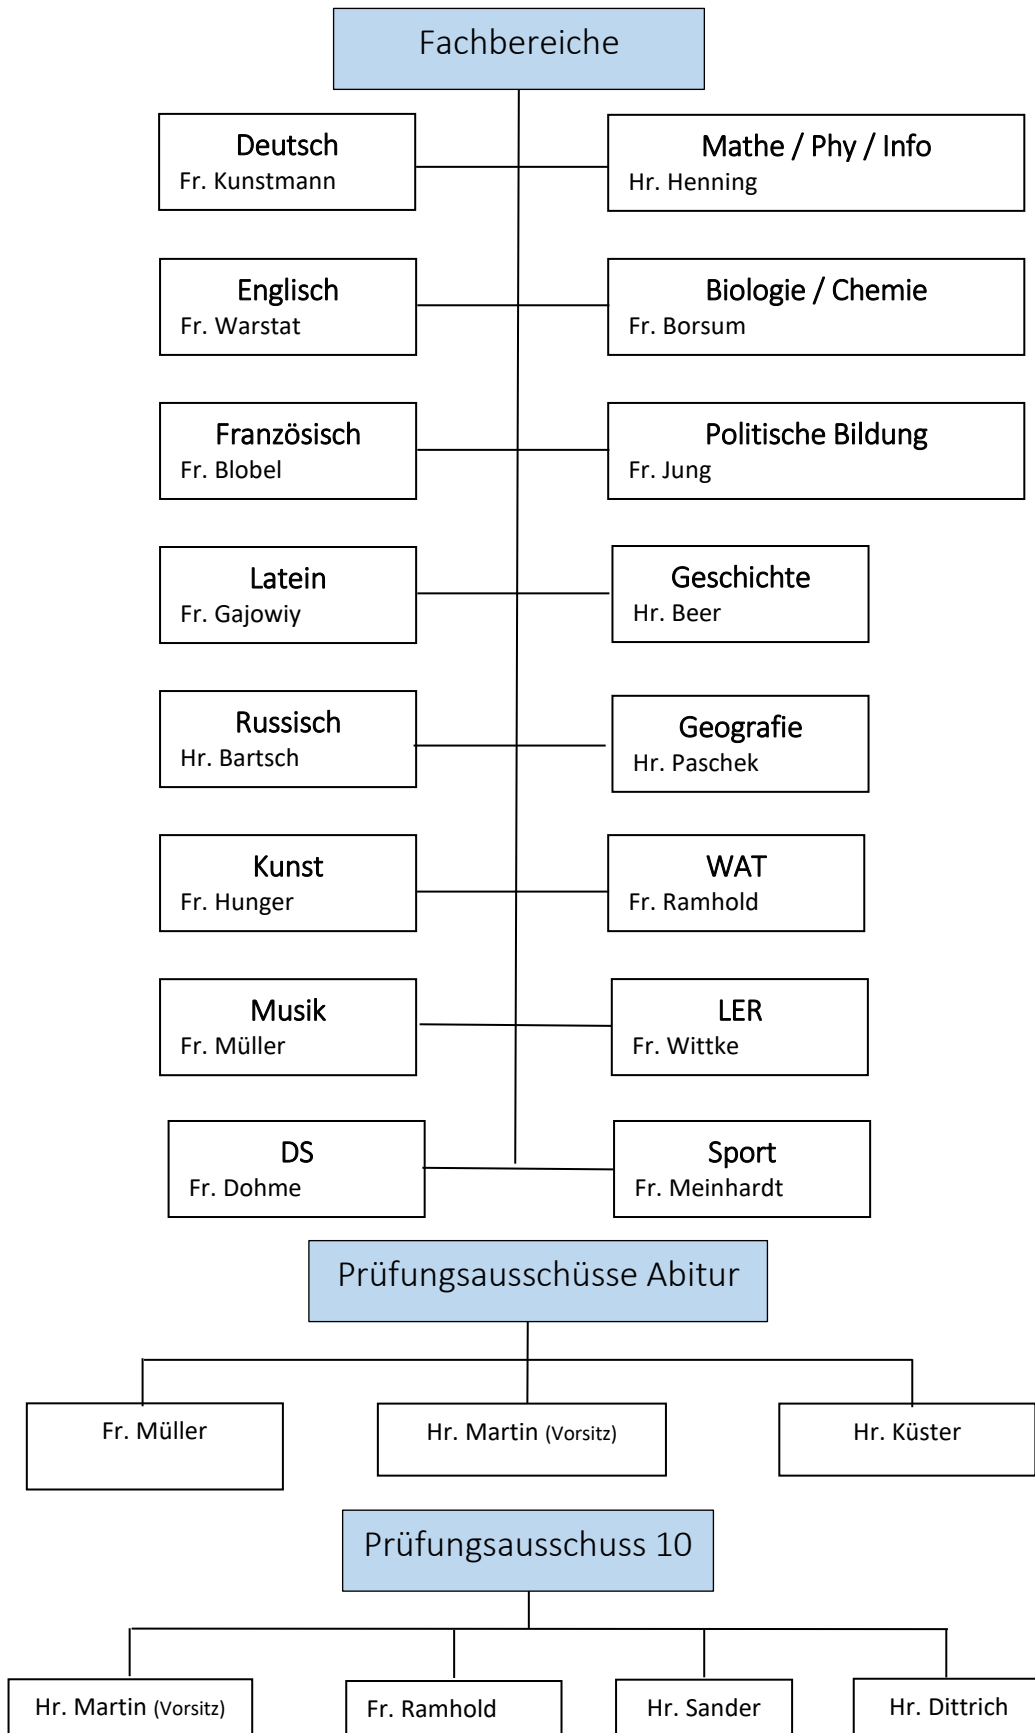 Fachbereiche
Deutsch
Fr. Kunstmann
Mathe / Phy / Info
Hr. Henning
Englisch
Fr. Warstat
Biologie / Chemie
Fr. Borsum
Französisch
Fr. Blobel
Politische Bildung
Fr. Jung
Latein
Fr. Gajowiy
Geschichte
Hr. Beer
Russisch
Hr. Bartsch
Geografie
Hr. Paschek
Kunst
Fr. Hunger
WAT
Fr. Ramhold
Musik
Fr. Müller
LER
Fr. Wittke
DS
Fr. Dohme
Sport
Fr. Meinhardt
Prüfungsausschüsse Abitur
Fr. Müller
Hr. Martin (Vorsitz)
Hr. Küster
Prüfungsausschuss 10
Hr. Martin (Vorsitz)
Fr. Ramhold
Hr. Sander
Hr. Dittrich